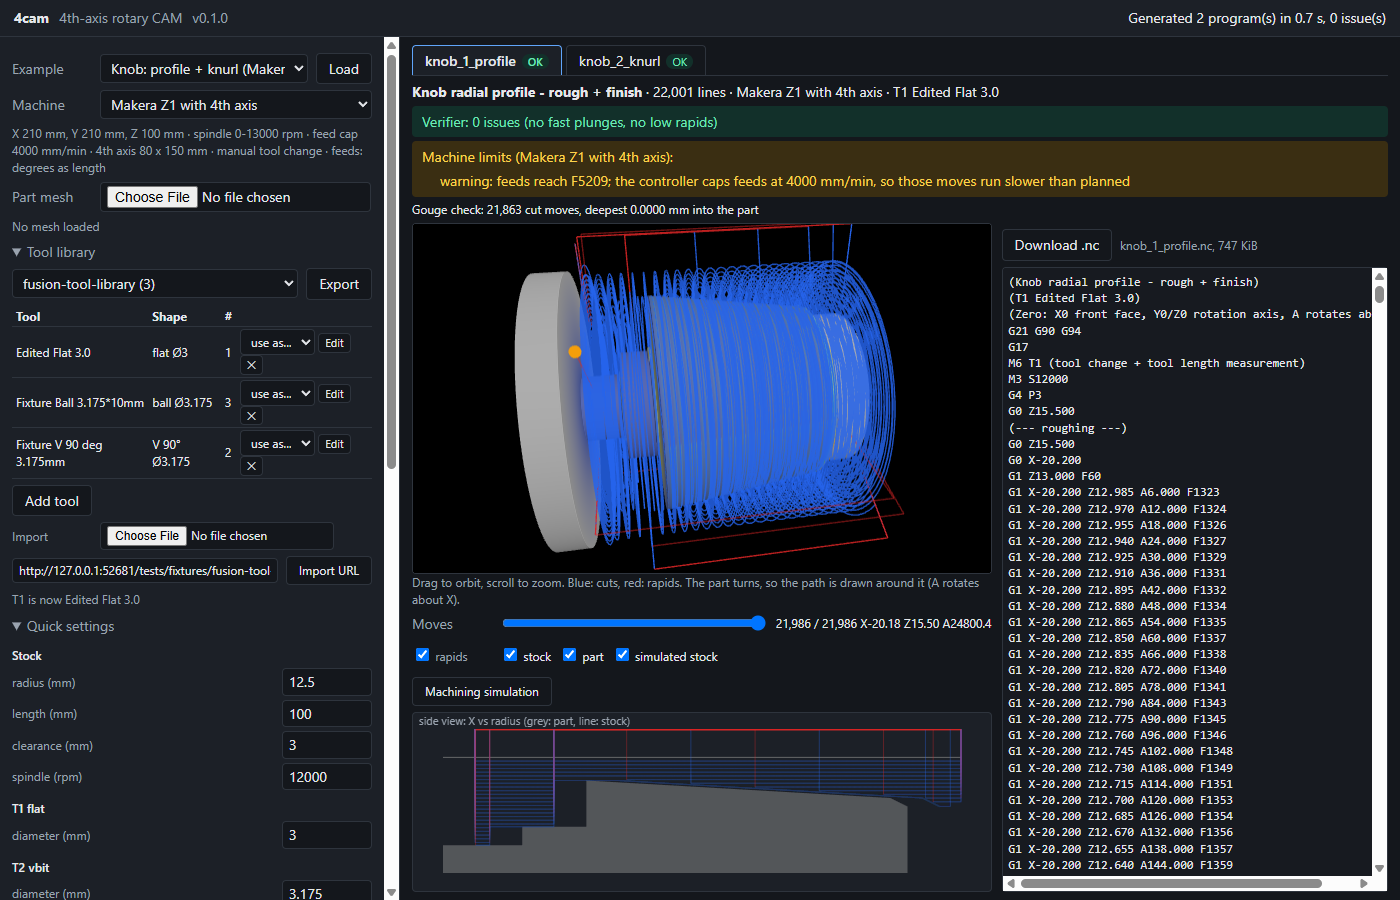 4cam 4th-axis rotary CAM v0.1.0
Generated 2 program(s) in 0.7 s, 0 issue(s)
Example
Knob: profile + knurl (Maker
Load
Machine
Makera Z1 with 4th axis
X 210 mm, Y 210 mm, Z 100 mm · spindle 0-13000 rpm · feed cap
4000 mm/min · 4th axis 80 x 150 mm · manual tool change · feeds:
degrees as length
Part mesh
Choose File No file chosen
No mesh loaded
▼ Tool library
fusion-tool-library (3)
Export
Tool Shape #
Edited Flat 3.0 flat Ø3 1 use as... Edit
×
Fixture Ball 3.175*10mm ball Ø3.175 3 use as... Edit
×
Fixture V 90 deg
3.175mm
V 90°
Ø3.175
2 use as... Edit
×
Add tool
Import
Choose File No file chosen
http://127.0.0.1:52681/tests/fixtures/fusion-tool-
Import URL
T1 is now Edited Flat 3.0
▼ Quick settings
Stock
radius (mm) 12.5
length (mm) 100
clearance (mm) 3
spindle (rpm) 12000
T1 flat
diameter (mm) 3
T2 vbit
diameter (mm) 3.175
knob_1_profile OK
knob_2_knurl OK
Knob radial profile - rough + finish · 22,001 lines · Makera Z1 with 4th axis · T1 Edited Flat 3.0
Verifier: 0 issues (no fast plunges, no low rapids)
Machine limits (Makera Z1 with 4th axis):
warning: feeds reach F5209; the controller caps feeds at 4000 mm/min, so those moves run slower than planned
Gouge check: 21,863 cut moves, deepest 0.0000 mm into the part
Drag to orbit, scroll to zoom. Blue: cuts, red: rapids. The part turns, so the path is drawn around it (A rotates
about X).
Moves
21,986 / 21,986 X-20.18 Z15.50 A24800.4
rapids stock part simulated stock
Machining simulation
side view: X vs radius (grey: part, line: stock)
Download .nc
knob_1_profile.nc, 747 KiB
(Knob radial profile - rough + finish)
(T1 Edited Flat 3.0)
(Zero: X0 front face, Y0/Z0 rotation axis, A rotates ab
G21 G90 G94
G17
M6 T1 (tool change + tool length measurement)
M3 S12000
G4 P3
G0 Z15.500
(--- roughing ---)
G0 Z15.500
G0 X-20.200
G1 Z13.000 F60
G1 X-20.200 Z12.985 A6.000 F1323
G1 X-20.200 Z12.970 A12.000 F1324
G1 X-20.200 Z12.955 A18.000 F1326
G1 X-20.200 Z12.940 A24.000 F1327
G1 X-20.200 Z12.925 A30.000 F1329
G1 X-20.200 Z12.910 A36.000 F1331
G1 X-20.200 Z12.895 A42.000 F1332
G1 X-20.200 Z12.880 A48.000 F1334
G1 X-20.200 Z12.865 A54.000 F1335
G1 X-20.200 Z12.850 A60.000 F1337
G1 X-20.200 Z12.835 A66.000 F1338
G1 X-20.200 Z12.820 A72.000 F1340
G1 X-20.200 Z12.805 A78.000 F1341
G1 X-20.200 Z12.790 A84.000 F1343
G1 X-20.200 Z12.775 A90.000 F1345
G1 X-20.200 Z12.760 A96.000 F1346
G1 X-20.200 Z12.745 A102.000 F1348
G1 X-20.200 Z12.730 A108.000 F1349
G1 X-20.200 Z12.715 A114.000 F1351
G1 X-20.200 Z12.700 A120.000 F1353
G1 X-20.200 Z12.685 A126.000 F1354
G1 X-20.200 Z12.670 A132.000 F1356
G1 X-20.200 Z12.655 A138.000 F1357
G1 X-20.200 Z12.640 A144.000 F1359